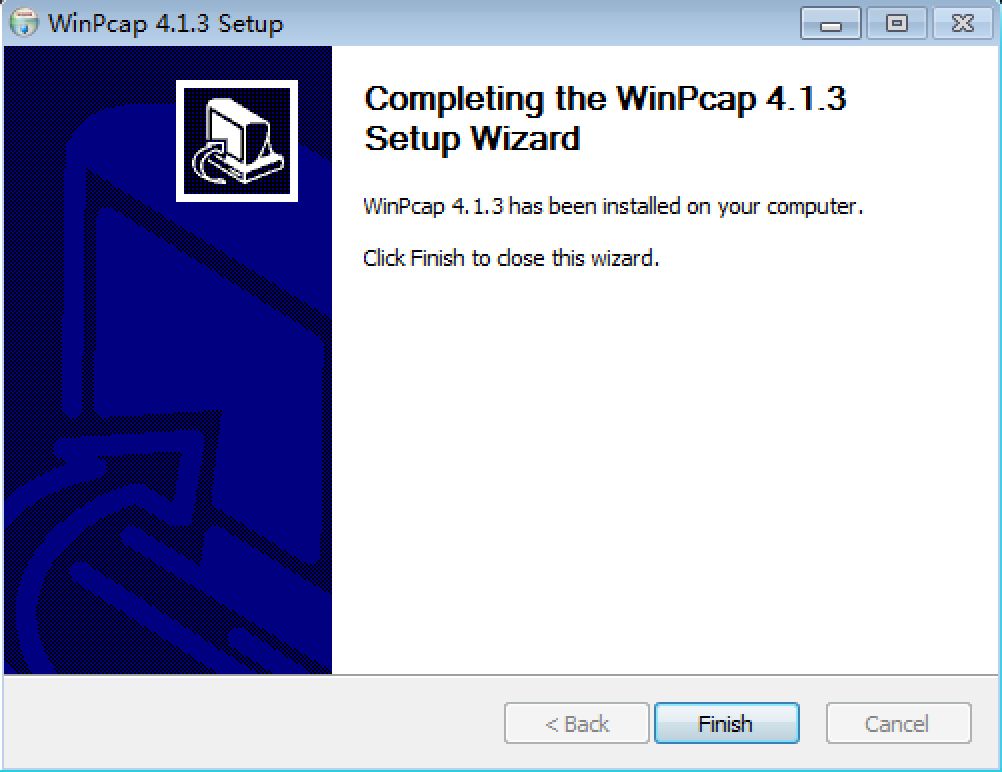 WinPcap 4.1.3 Setup
Completing the WinPcap 4.1.3
Setup Wizard
WinPcap 4.1.3 has been installed on your computer.
Click Finish to close this wizard.
< Back
Finish
Cancel